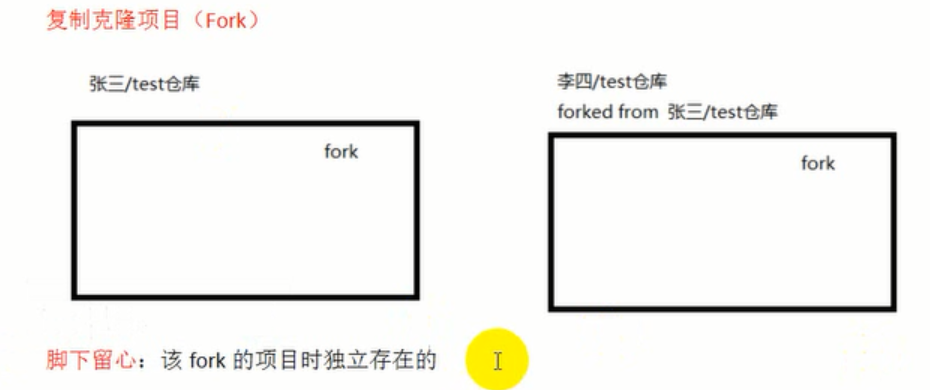 复制克隆项目（Fork）
张三/test仓库
李四/test仓库
forked from 张三/test仓库
fork
fork
脚下留心：该 fork 的项目时独立存在的